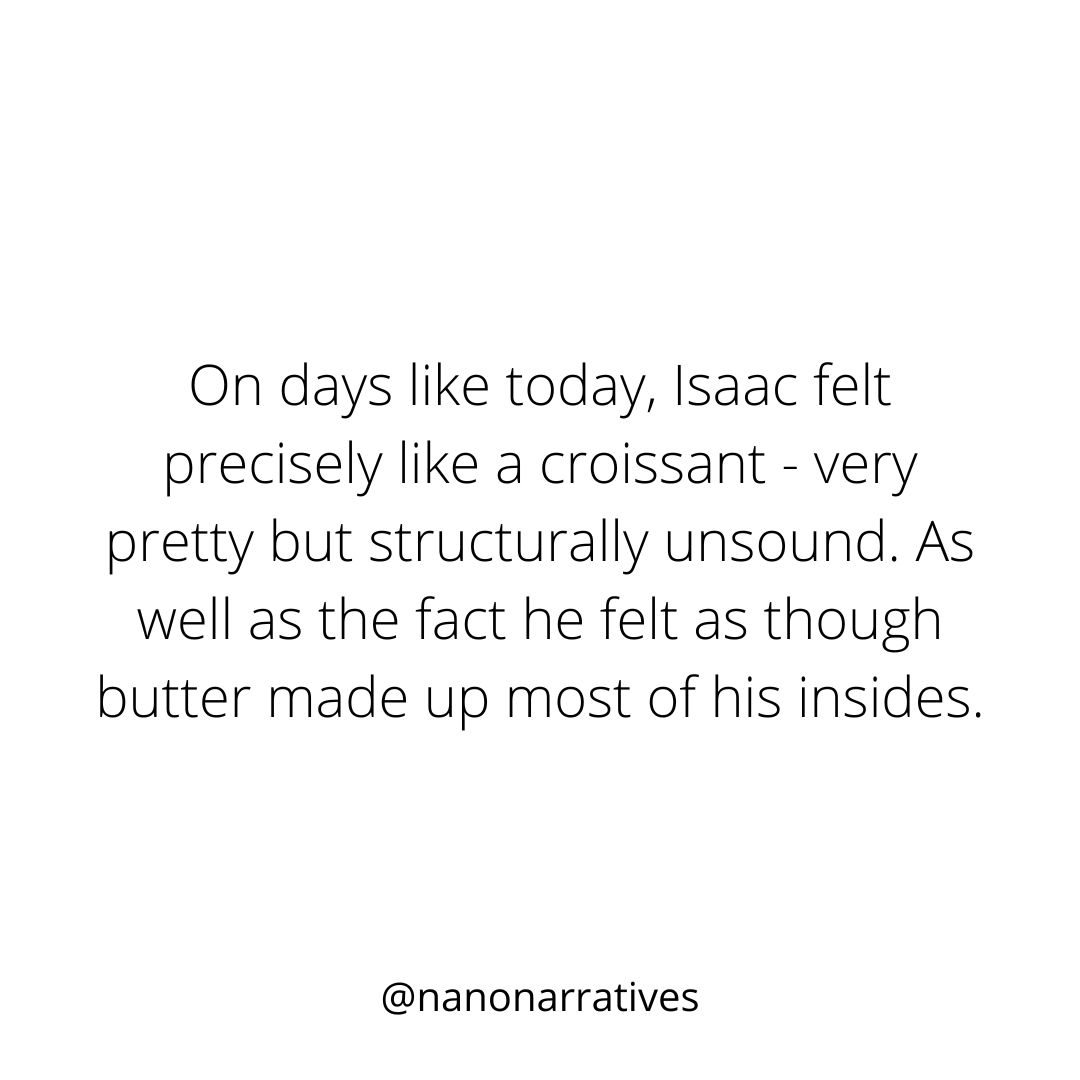 On days like today, Isaac felt
precisely like a croissant - very
pretty but structurally unsound. As
well as the fact he felt as though
butter made up most of his insides.
@nanonarratives